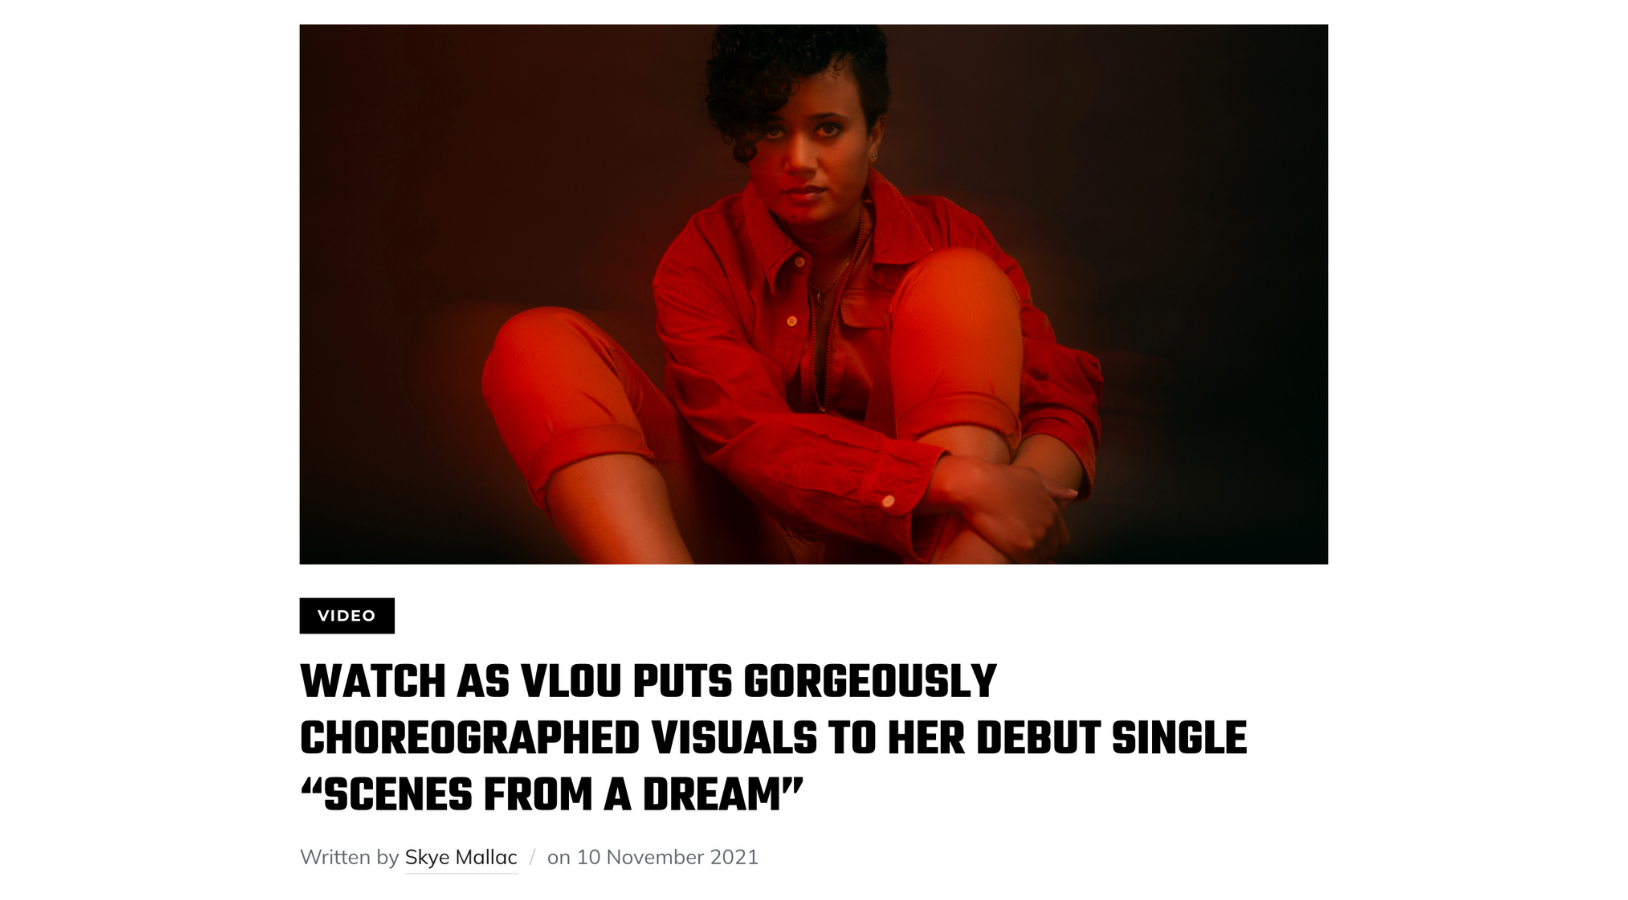 VIDEO
WATCH AS VLOU PUTS GORGEOUSLY
CHOREOGRAPHED VISUALS TO HER DEBUT SINGLE
“SCENES FROM A DREAM”
Written by Skye Mallac / on 10 November 2021